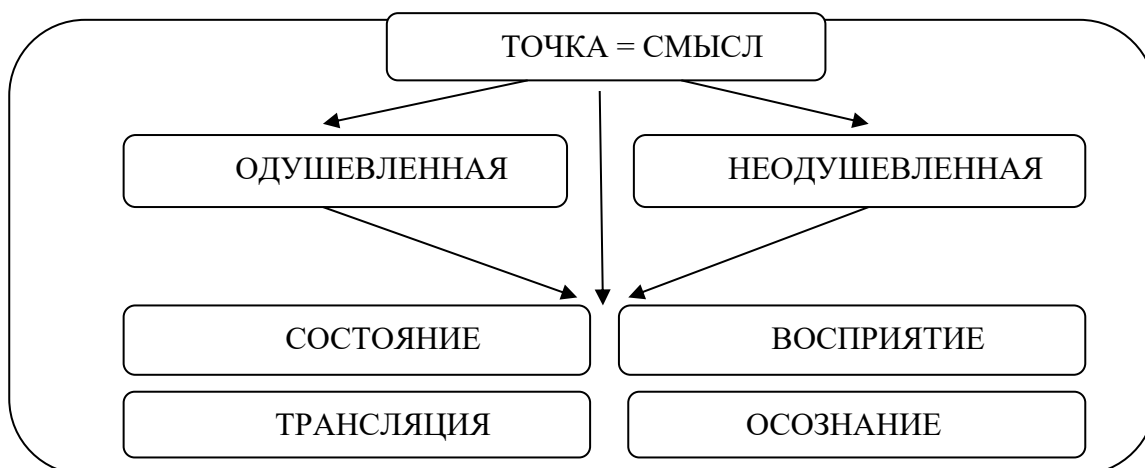 ТОЧКА = СМЫСЛ
ОДУШЕВЛЕННАЯ
НЕОДУШЕВЛЕННАЯ
СОСТОЯНИЕ
ВОСПРИЯТИЕ
ТРАНСЛЯЦИЯ
ОСОЗНАНИЕ